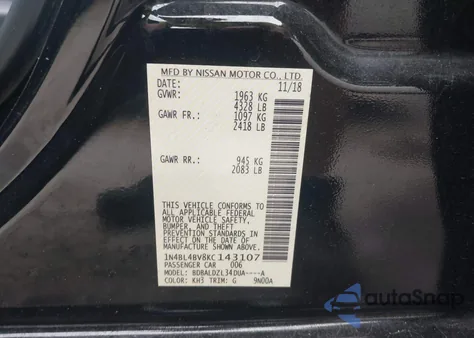 MFD BY NISSAN MOTOR CO., LTD.
DATE: 11/18
GVWR: 1963 KG
4328 LB
GAWR FR.: 1097 KG
2418 LB
GAWR RR.: 945 KG
2083 LB
THIS VEHICLE CONFORMS TO
ALL APPLICABLE FEDERAL
MOTOR VEHICLE SAFETY,
BUMPER, AND THEFT
PREVENTION STANDARDS
IN EFFECT ON THE DATE OF
MANUFACTURE SHOWN ABOVE.
1N4BL4BV8KC143107
PASSENGER CAR 006
MODEL: BDBALDZL34DUA----A
COLOR: KH3 TRIM: G 9N00A
autoSnap